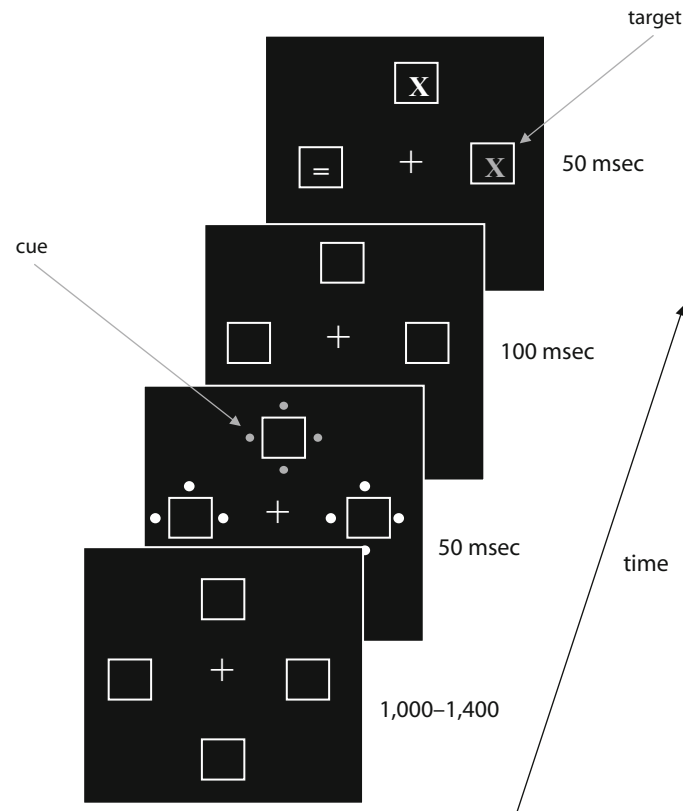 target
X
= + X
50 msec
cue
+
100 msec
+
50 msec
time
+
1,000–1,400